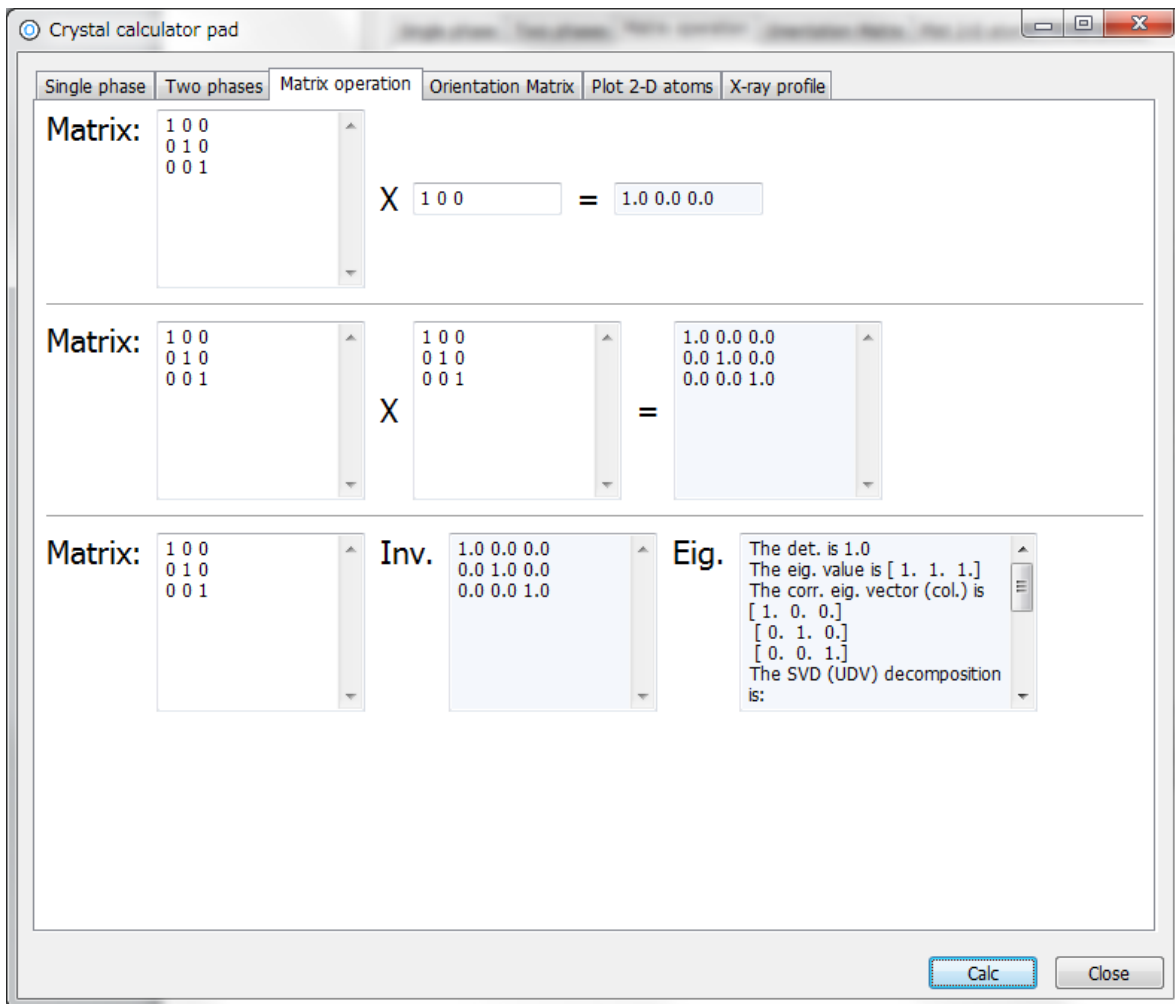 Crystal calculator pad
Single phase Two phases Matrix operation Orientation Matrix Plot 2-D atoms X-ray profile
Matrix:
1 0 0
0 1 0
0 0 1
X 1 0 0 = 1.0 0.0 0.0
Matrix:
1 0 0
0 1 0
0 0 1
X
1 0 0
0 1 0
0 0 1
=
1.0 0.0 0.0
0.0 1.0 0.0
0.0 0.0 1.0
Matrix:
1 0 0
0 1 0
0 0 1
Inv.
1.0 0.0 0.0
0.0 1.0 0.0
0.0 0.0 1.0
Eig.
The det. is 1.0
The eig. value is [ 1. 1. 1.]
The corr. eig. vector (col.) is
[ 1. 0. 0.]
[ 0. 1. 0.]
[ 0. 0. 1.]
The SVD (UDV) decomposition
is:
Calc Close